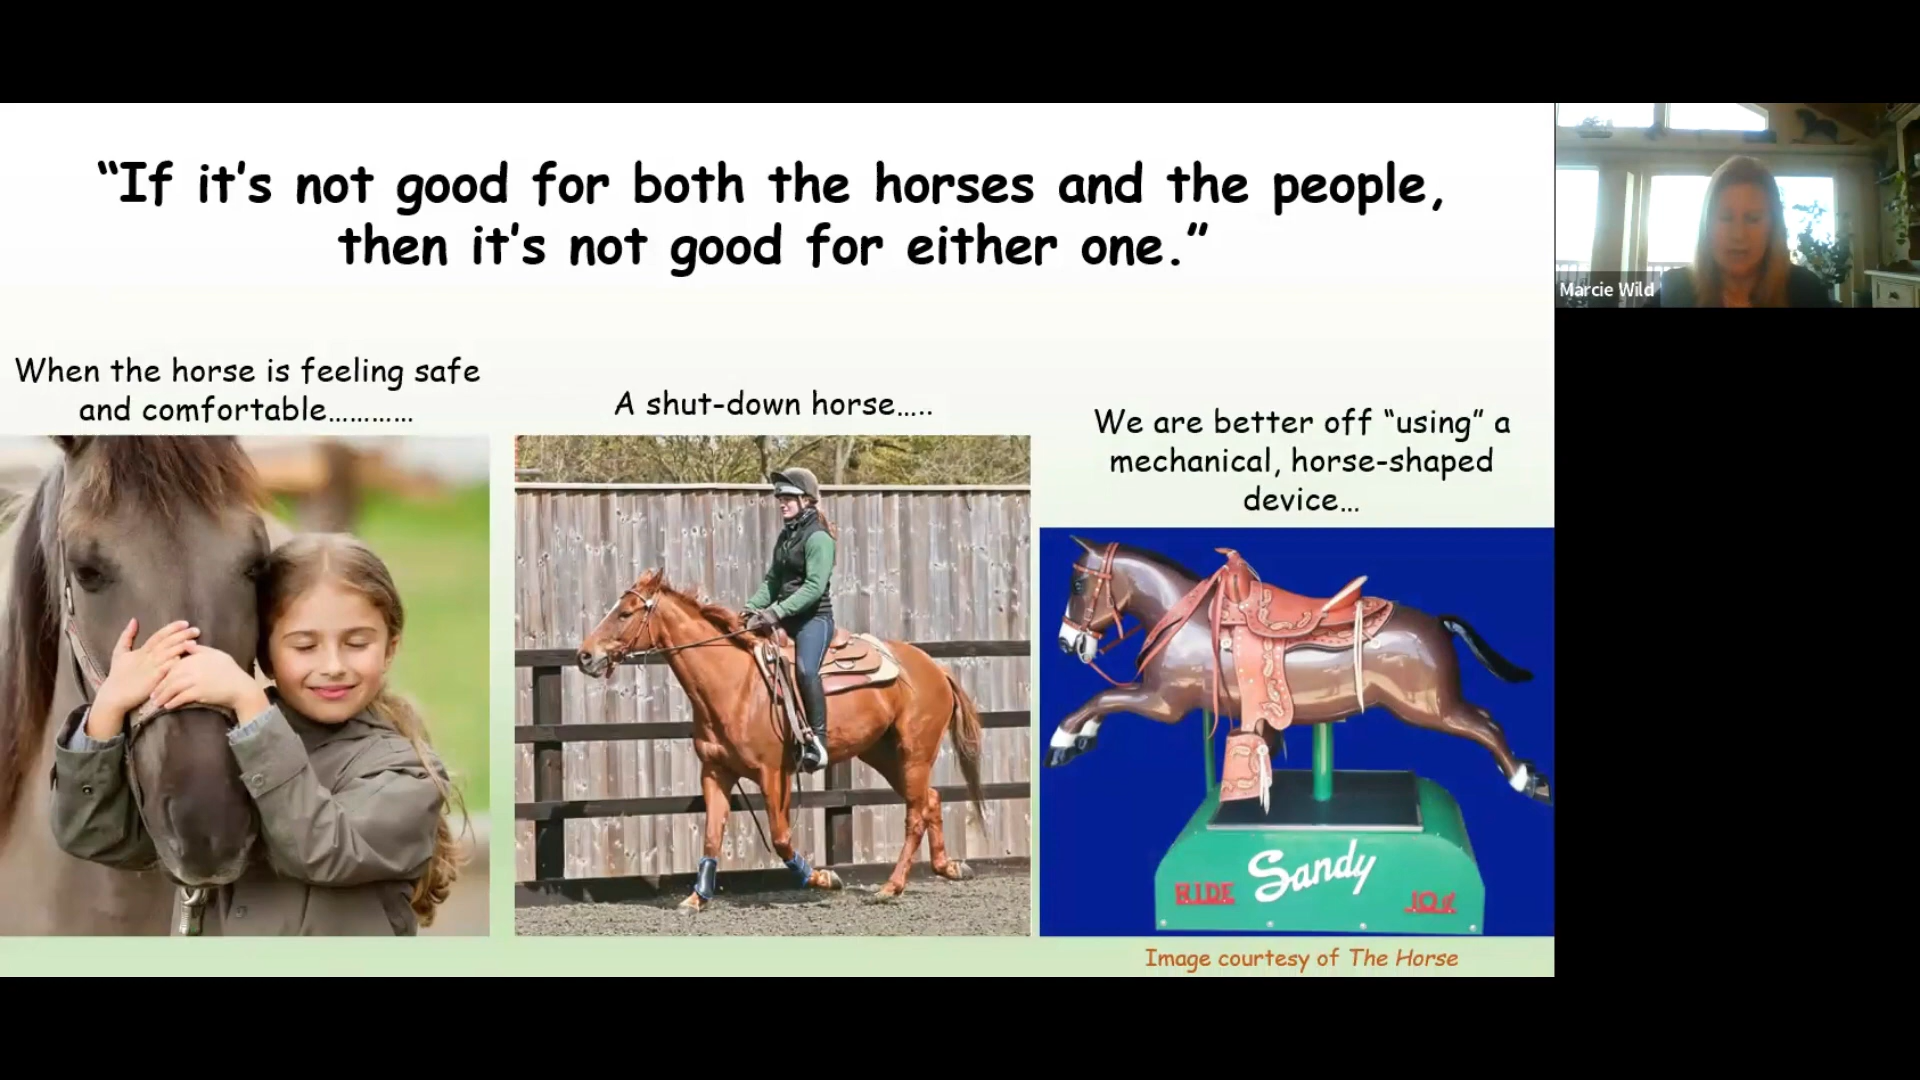 “If it’s not good for both the horses and the people,
then it’s not good for either one.”
When the horse is feeling safe
and comfortable…………
A shut-down horse…..
We are better off “using” a
mechanical, horse-shaped
device…
Sandy
RIDE
10¢
Image courtesy of The Horse
Marcie Wild